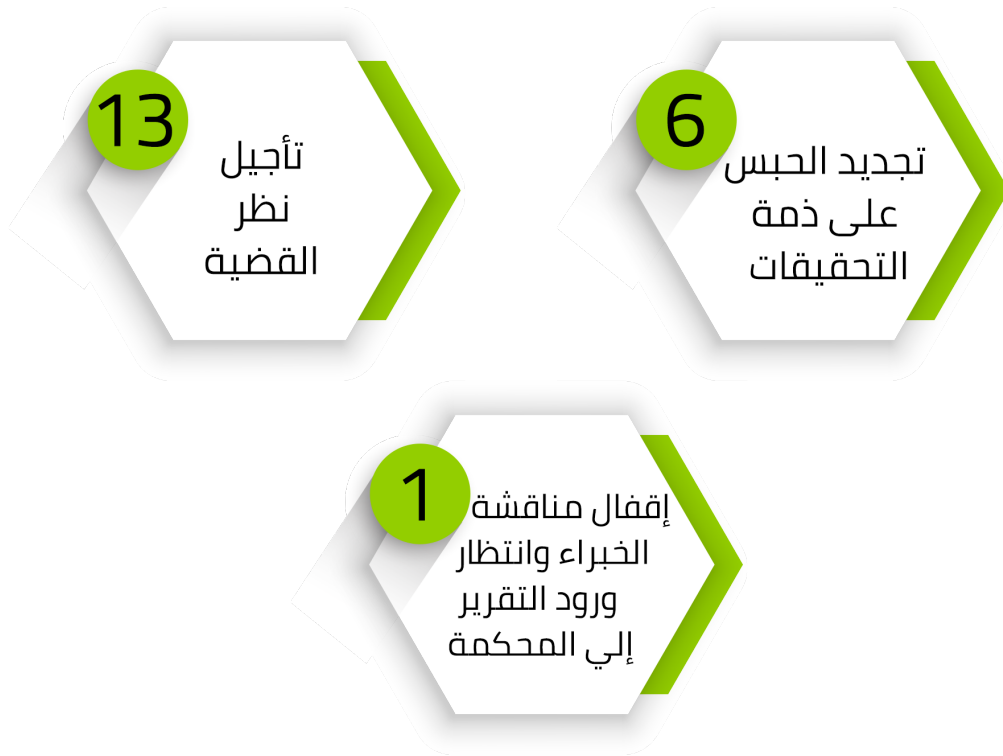 6
تجديد الحبس
على ذمة
التحقيقات
13
تأجيل
نظر
القضية
1
إقفال مناقشة
الخبراء وانتظار
ورود التقرير
إلي المحكمة